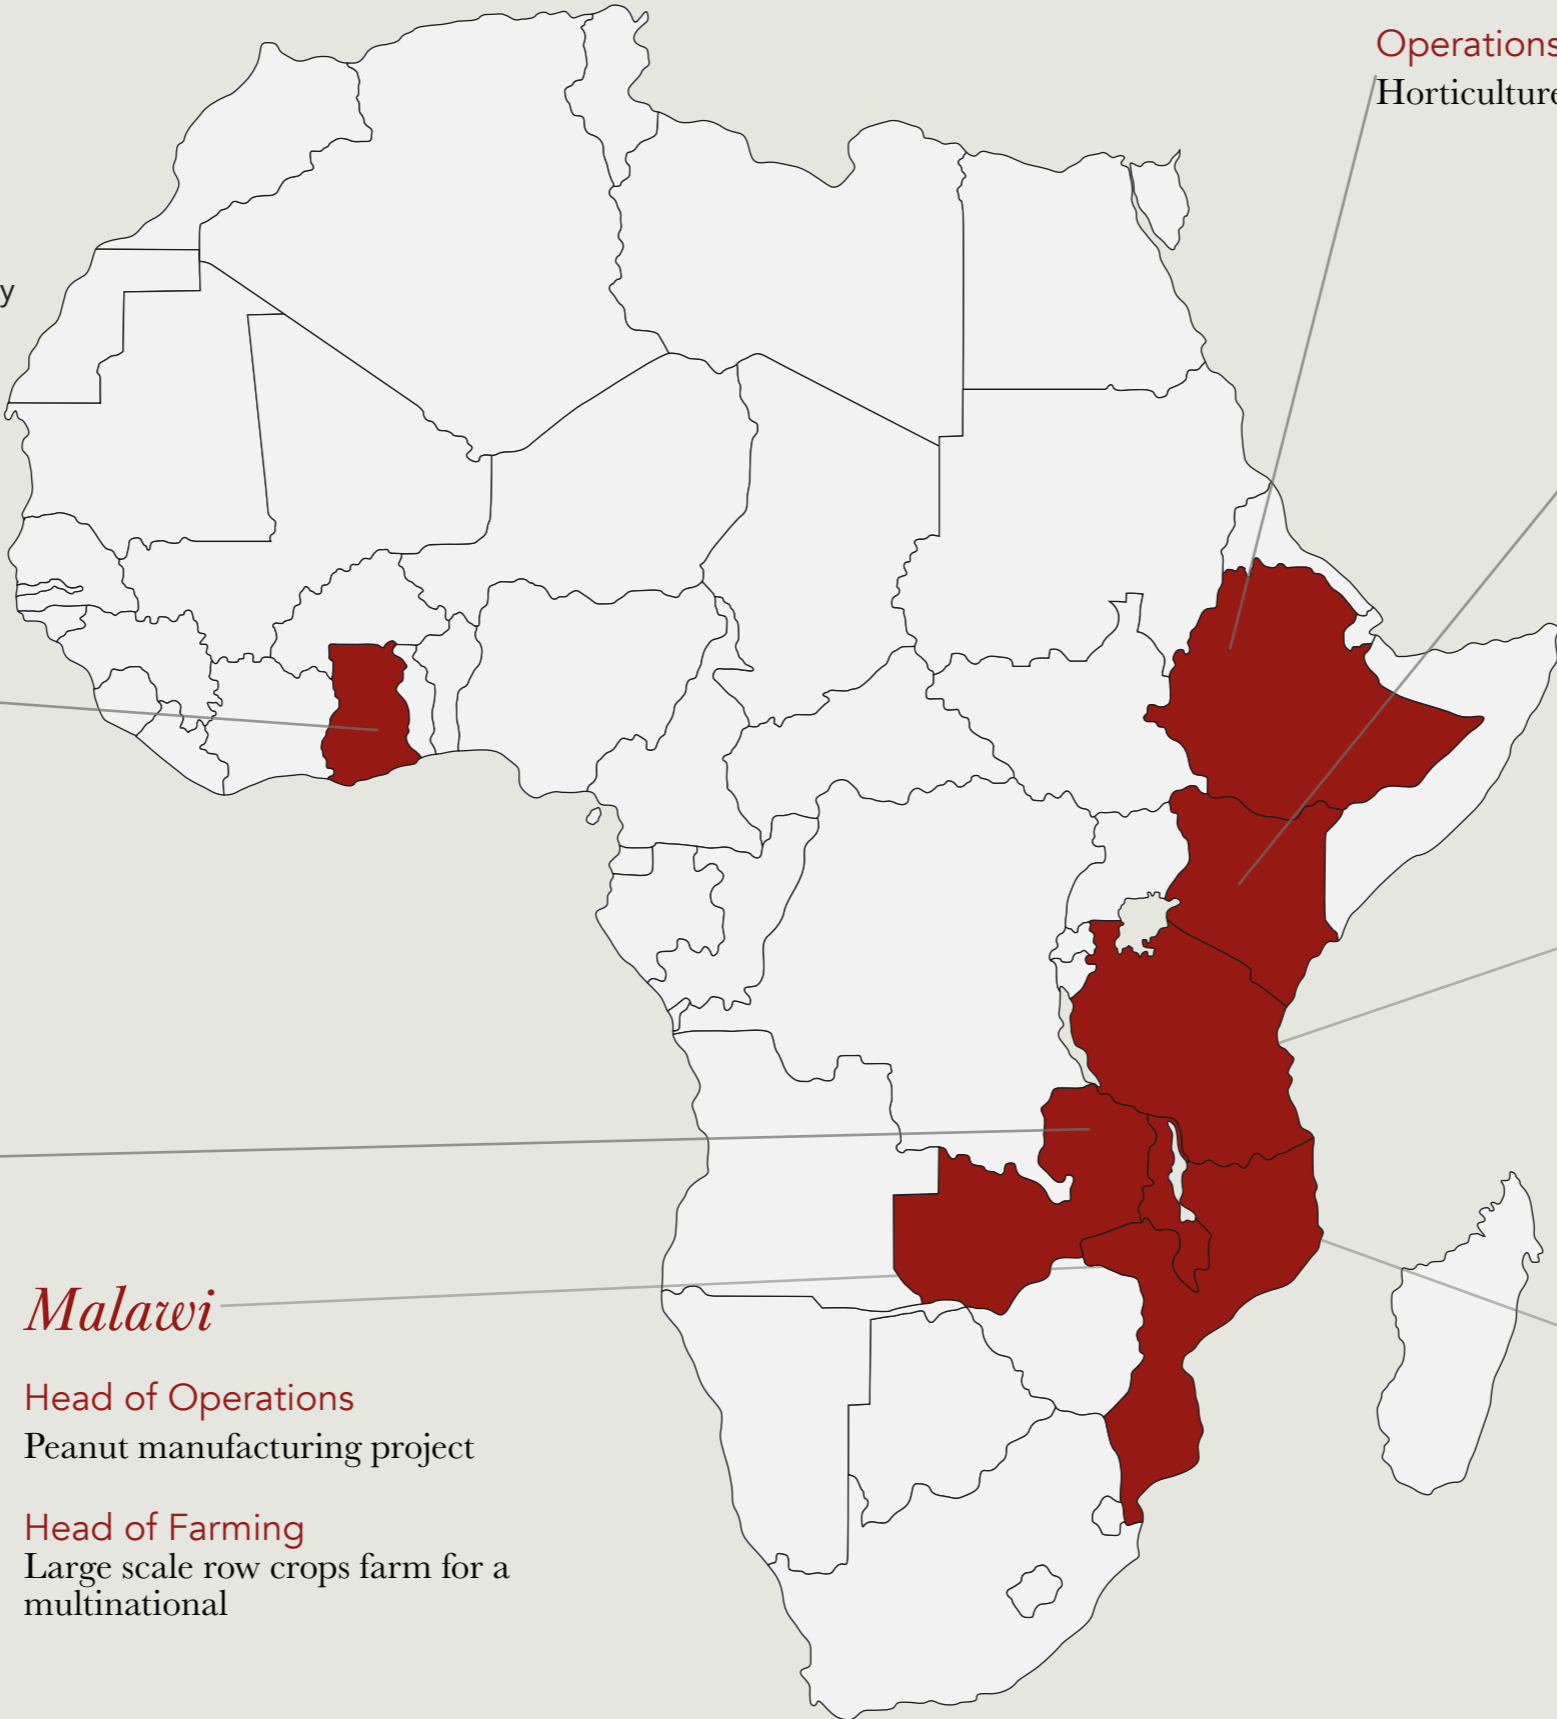 Operations
Horticulture
y
Malawi
Head of Operations
Peanut manufacturing project
Head of Farming
Large scale row crops farm for a
multinational